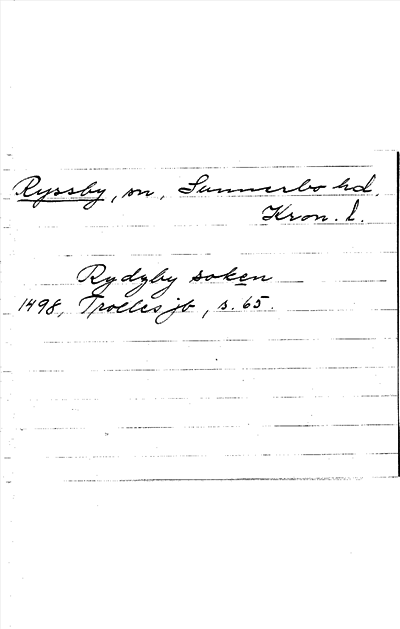 Ryssby, sn, Sunnerbo hd.
Kron. l.
Rydzby soken
1498, Trolles jb, s. 65.